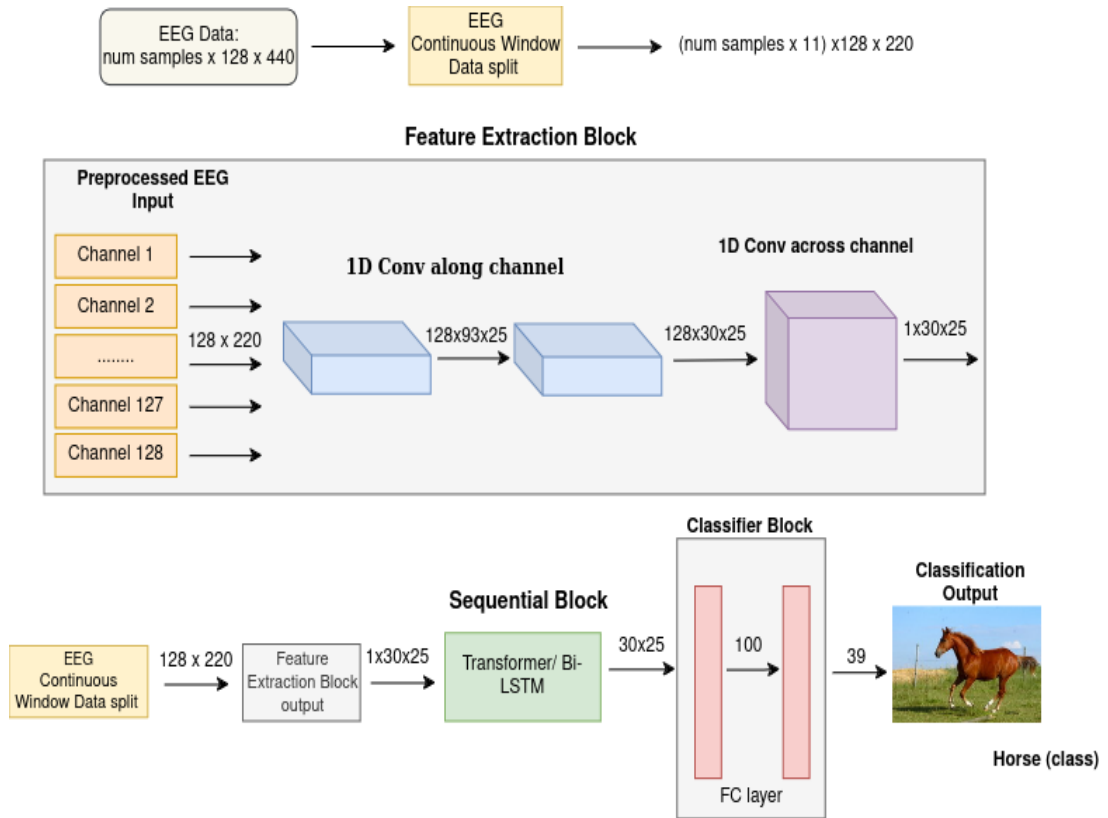 EEG Data:
num samples x 128 x 440
EEG
Continuous Window
Data split
(num samples x 11) x128 x 220
Feature Extraction Block
Preprocessed EEG
Input
Channel 1
Channel 2
........
Channel 127
Channel 128
128 x 220
1D Conv along channel
128x93x25
128x30x25
1D Conv across channel
1x30x25
EEG
Continuous
Window Data split
128 x 220
Feature
Extraction Block
output
1x30x25
Sequential Block
Transformer/ Bi-
LSTM
30x25
Classifier Block
100
FC layer
39
Classification
Output
Horse (class)